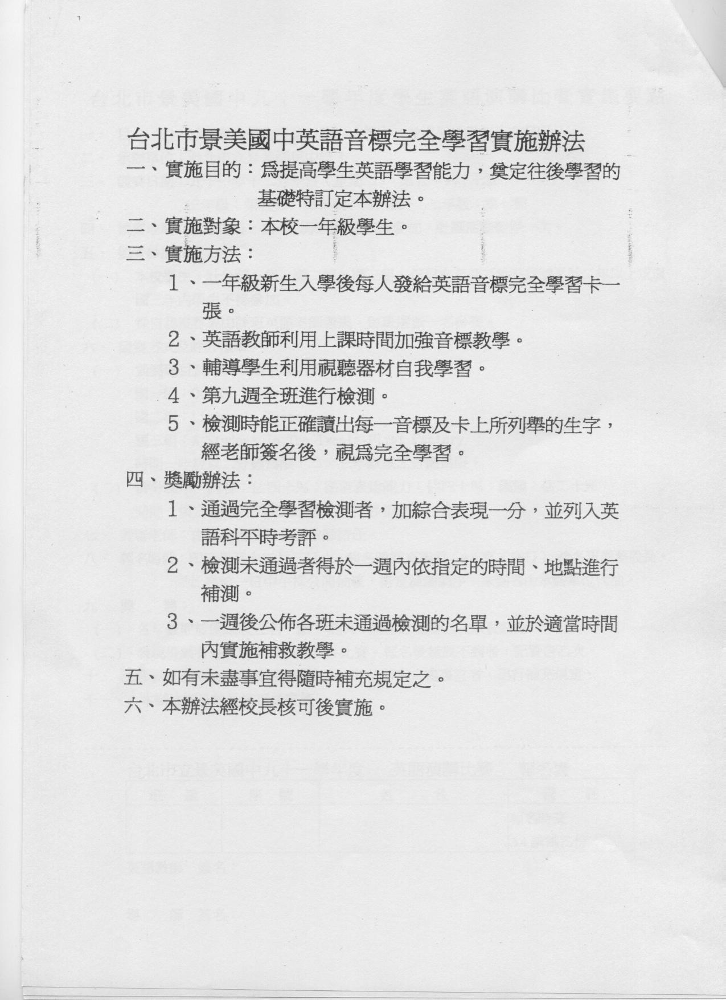 台北市景美國中英語音標完全學習實施辦法
一、實施目的：為提高學生英語學習能力，奠定往後學習的
基礎特訂定本辦法。
二、實施對象：本校一年級學生。
三、實施方法：
1、一年級新生入學後每人發給英語音標完全學習卡一
張。
2、英語教師利用上課時間加強音標教學。
3、輔導學生利用視聽器材自我學習。
4、第九週全班進行檢測。
5、檢測時能正確讀出每一音標及卡上所列舉的生字，
經老師簽名後，視為完全學習。
四、獎勵辦法：
1、通過完全學習檢測者，加綜合表現一分，並列入英
語科平時考評。
2、檢測未通過者得於一週內依指定的時間、地點進行
補測。
3、一週後公佈各班未通過檢測的名單，並於適當時間
內實施補救教學。
五、如有未盡事宜得隨時補充規定之。
六、本辦法經校長核可後實施。